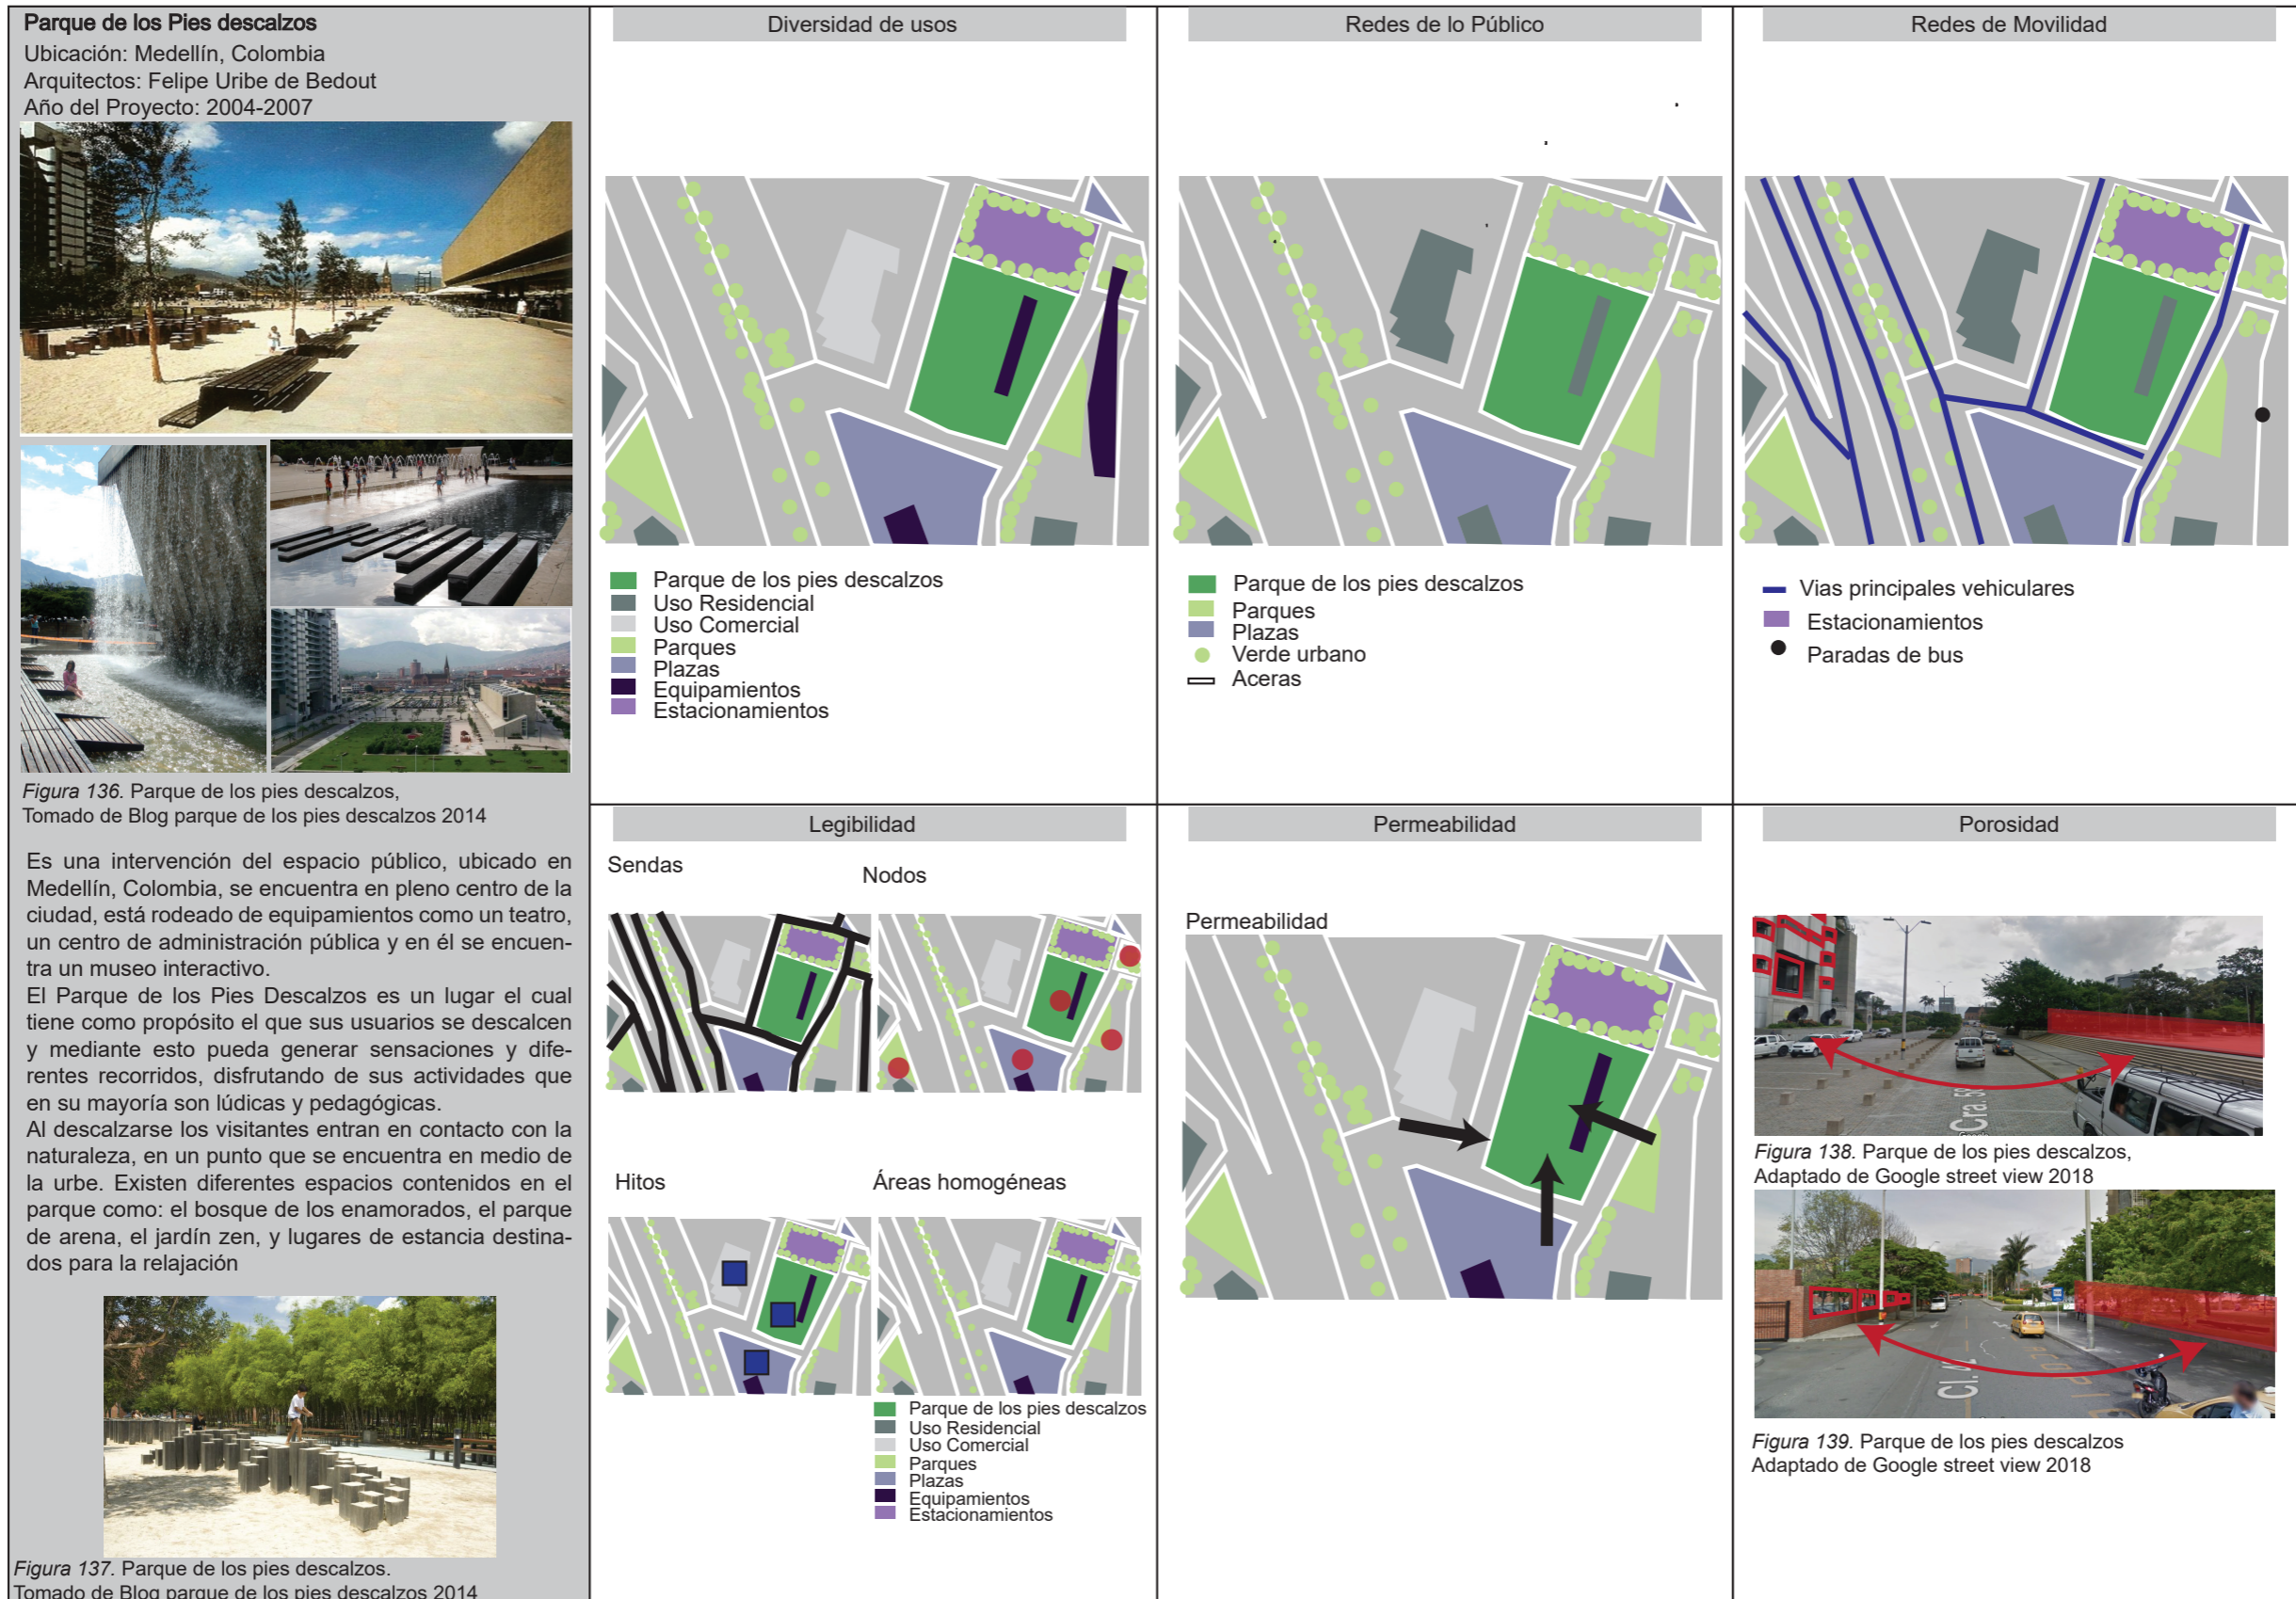 Parque de los Pies descalzos
Ubicación: Medellín, Colombia
Arquitectos: Felipe Uribe de Bedout
Año del Proyecto: 2004-2007
Figura 136. Parque de los pies descalzos,
Tomado de Blog parque de los pies descalzos 2014
Es una intervención del espacio público, ubicado en
Medellín, Colombia, se encuentra en pleno centro de la
ciudad, está rodeado de equipamientos como un teatro,
un centro de administración pública y en él se encuen-
tra un museo interactivo.
El Parque de los Pies Descalzos es un lugar el cual
tiene como propósito el que sus usuarios se descalcen
y mediante esto pueda generar sensaciones y dife-
rentes recorridos, disfrutando de sus actividades que
en su mayoría son lúdicas y pedagógicas.
Al descalzarse los visitantes entran en contacto con la
naturaleza, en un punto que se encuentra en medio de
la urbe. Existen diferentes espacios contenidos en el
parque como: el bosque de los enamorados, el parque
de arena, el jardín zen, y lugares de estancia destina-
dos para la relajación
Figura 137. Parque de los pies descalzos.
Tomado de Blog parque de los pies descalzos 2014
Diversidad de usos
Parque de los pies descalzos
Uso Residencial
Uso Comercial
Parques
Plazas
Equipamientos
Estacionamientos
Redes de lo Público
Parque de los pies descalzos
Parques
Plazas
Verde urbano
Aceras
Redes de Movilidad
Vias principales vehiculares
Estacionamientos
Paradas de bus
Legibilidad
Sendas
Nodos
Hitos
Áreas homogéneas
Parque de los pies descalzos
Uso Residencial
Uso Comercial
Parques
Plazas
Equipamientos
Estacionamientos
Permeabilidad
Permeabilidad
Porosidad
Cra. 5
Figura 138. Parque de los pies descalzos,
Adaptado de Google street view 2018
Cl.
Figura 139. Parque de los pies descalzos
Adaptado de Google street view 2018